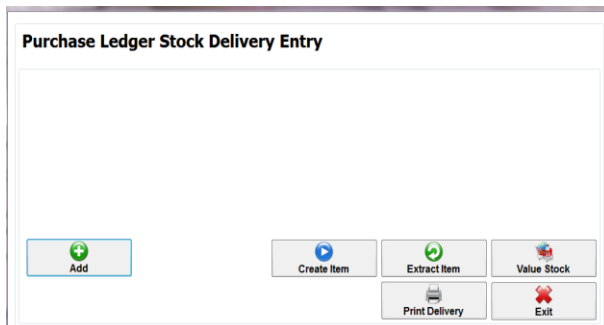 Purchase Ledger Stock Delivery Entry
Add
Create Item
Extract Item
Value Stock
Print Delivery
Exit